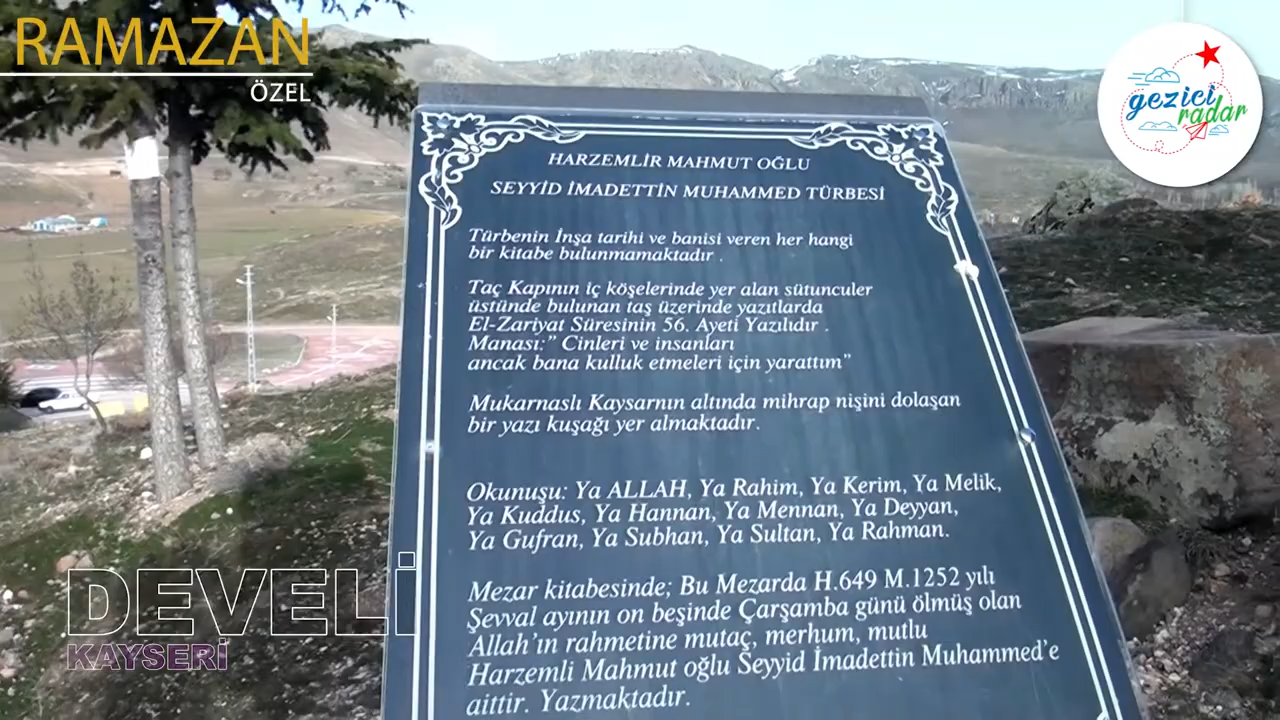 RAMAZAN
ÖZEL
gezici
radar
HARZEMLİR MAHMUT OĞLU
SEYYİD İMADETTİN MUHAMMED TÜRBESİ
Türbenin İnşa tarihi ve banisi veren her hangi
bir kitabe bulunmamaktadır .
Taç Kapının iç köşelerinde yer alan sütunculer
üstünde bulunan taş üzerinde yazıtlarda
El-Zariyat Süresinin 56. Ayeti Yazılıdır .
Manası:" Cinleri ve insanları
ancak bana kulluk etmeleri için yarattım"
Mukarnaslı Kaysarnın altında mihrap nişini dolaşan
bir yazı kuşağı yer almaktadır.
Okunuşu: Ya ALLAH, Ya Rahim, Ya Kerim, Ya Melik,
Ya Kuddus, Ya Hannan, Ya Mennan, Ya Deyyan,
Ya Gufran, Ya Subhan, Ya Sultan, Ya Rahman.
Mezar kitabesinde; Bu Mezarda H.649 M.1252 yılı
Şevval ayının on beşinde Çarşamba günü ölmüş olan
Allah'ın rahmetine mutaç, merhum, mutlu
Harzemli Mahmut oğlu Seyyid İmadettin Muhammed'e
aittir. Yazmaktadır.
DEVELİ
KAYSERİ